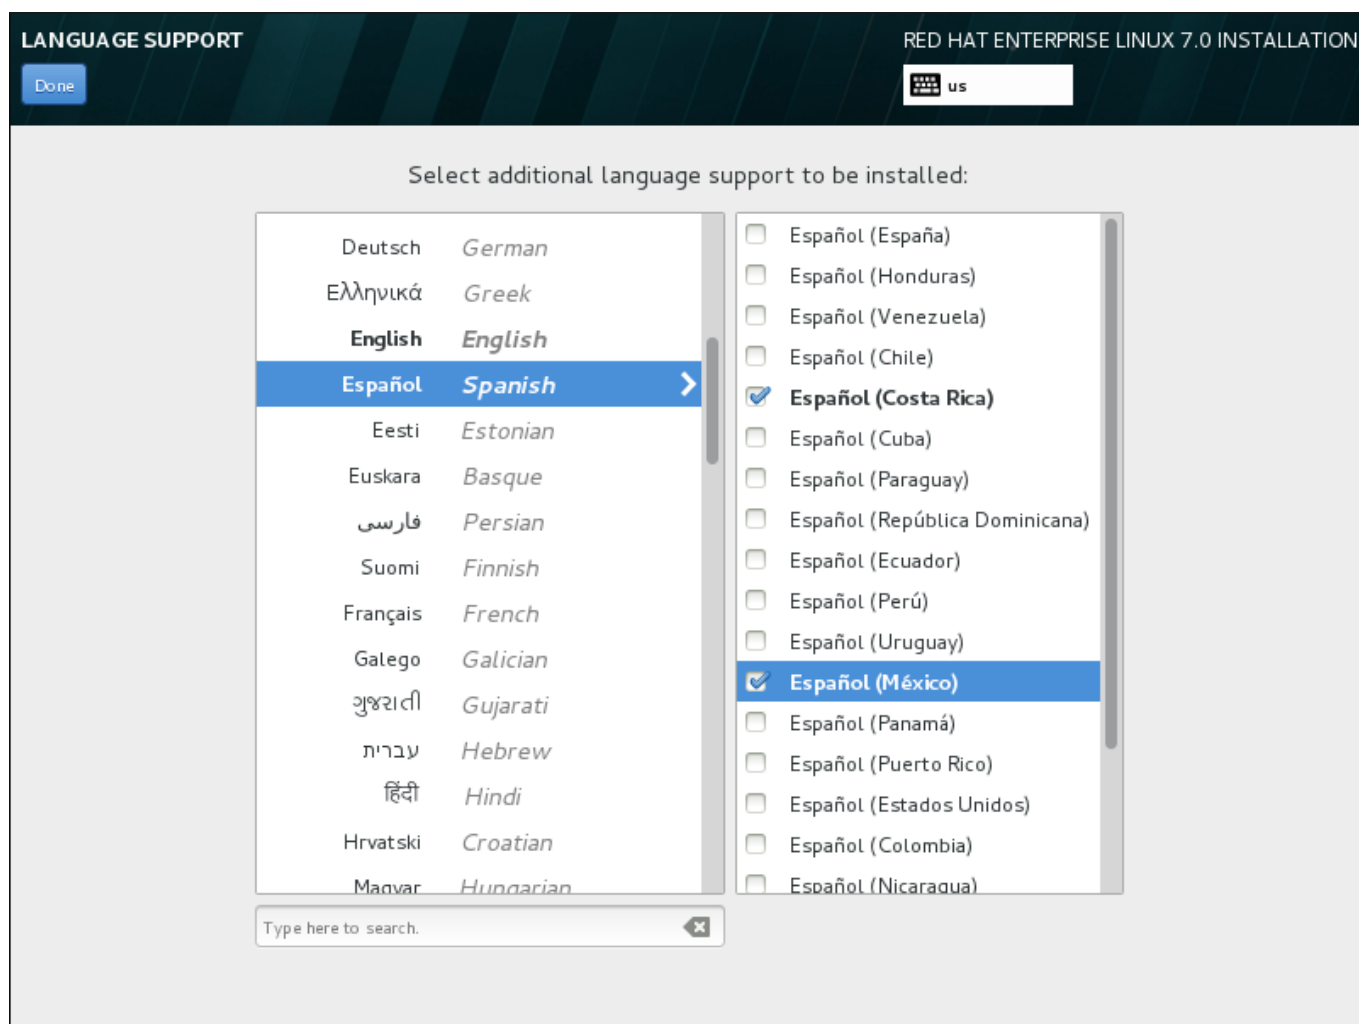 LANGUAGE SUPPORT
RED HAT ENTERPRISE LINUX 7.0 INSTALLATION
Done
us
Select additional language support to be installed:
Deutsch German
Ελληνικά Greek
English English
Español Spanish
Eesti Estonian
Euskara Basque
فارسی Persian
Suomi Finnish
Français French
Galego Galician
ગુજરાતી Gujarati
עברית Hebrew
हिंदी Hindi
Hrvatski Croatian
Magyar Hungarian
Type here to search.
Español (España)
Español (Honduras)
Español (Venezuela)
Español (Chile)
Español (Costa Rica)
Español (Cuba)
Español (Paraguay)
Español (República Dominicana)
Español (Ecuador)
Español (Perú)
Español (Uruguay)
Español (México)
Español (Panamá)
Español (Puerto Rico)
Español (Estados Unidos)
Español (Colombia)
Español (Nicaragua)